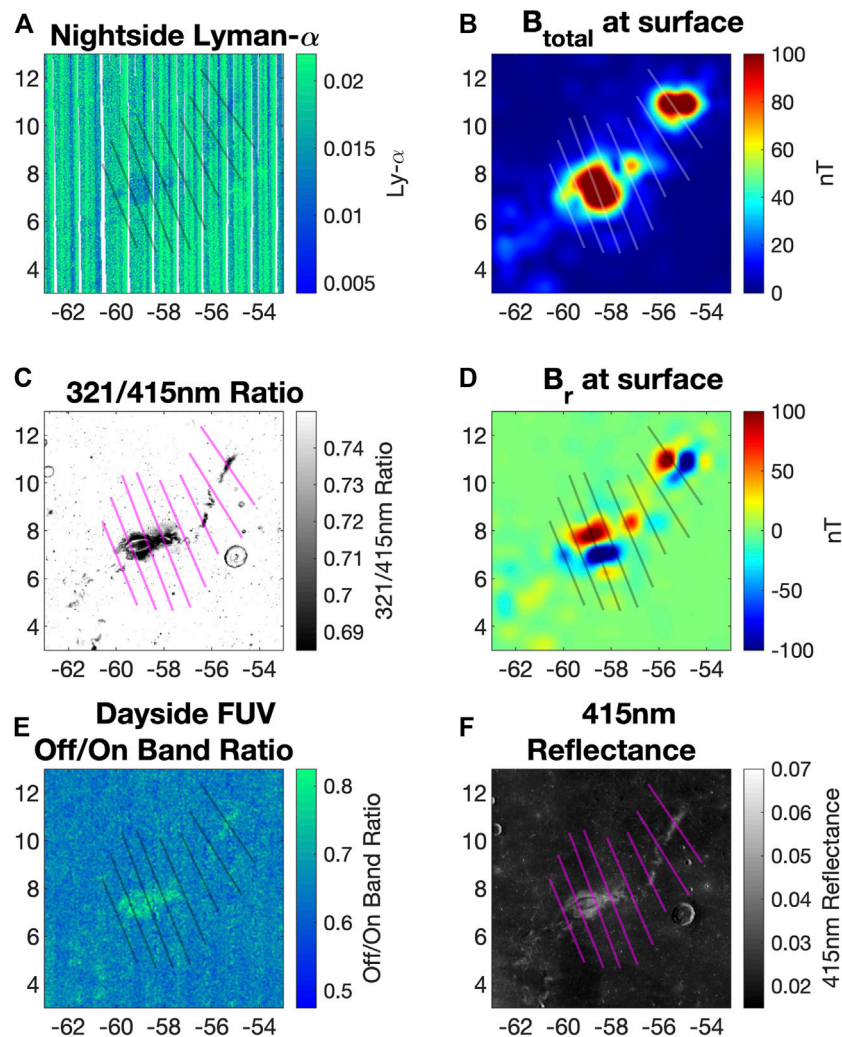 A
Nightside Lyman-α
12
10
8
6
4
-62 -60 -58 -56 -54
0.02
0.015
0.01
0.005
Ly-α
B
B_total at surface
12
10
8
6
4
-62 -60 -58 -56 -54
100
80
60
40
20
0
nT
C
321/415nm Ratio
12
10
8
6
4
-62 -60 -58 -56 -54
0.74
0.73
0.72
0.71
0.7
0.69
321/415nm Ratio
D
B_r at surface
12
10
8
6
4
-62 -60 -58 -56 -54
100
50
0
-50
-100
nT
E
Dayside FUV
Off/On Band Ratio
12
10
8
6
4
-62 -60 -58 -56 -54
0.8
0.7
0.6
0.5
Off/On Band Ratio
F
415nm
Reflectance
12
10
8
6
4
-62 -60 -58 -56 -54
0.07
0.06
0.05
0.04
0.03
0.02
415nm Reflectance